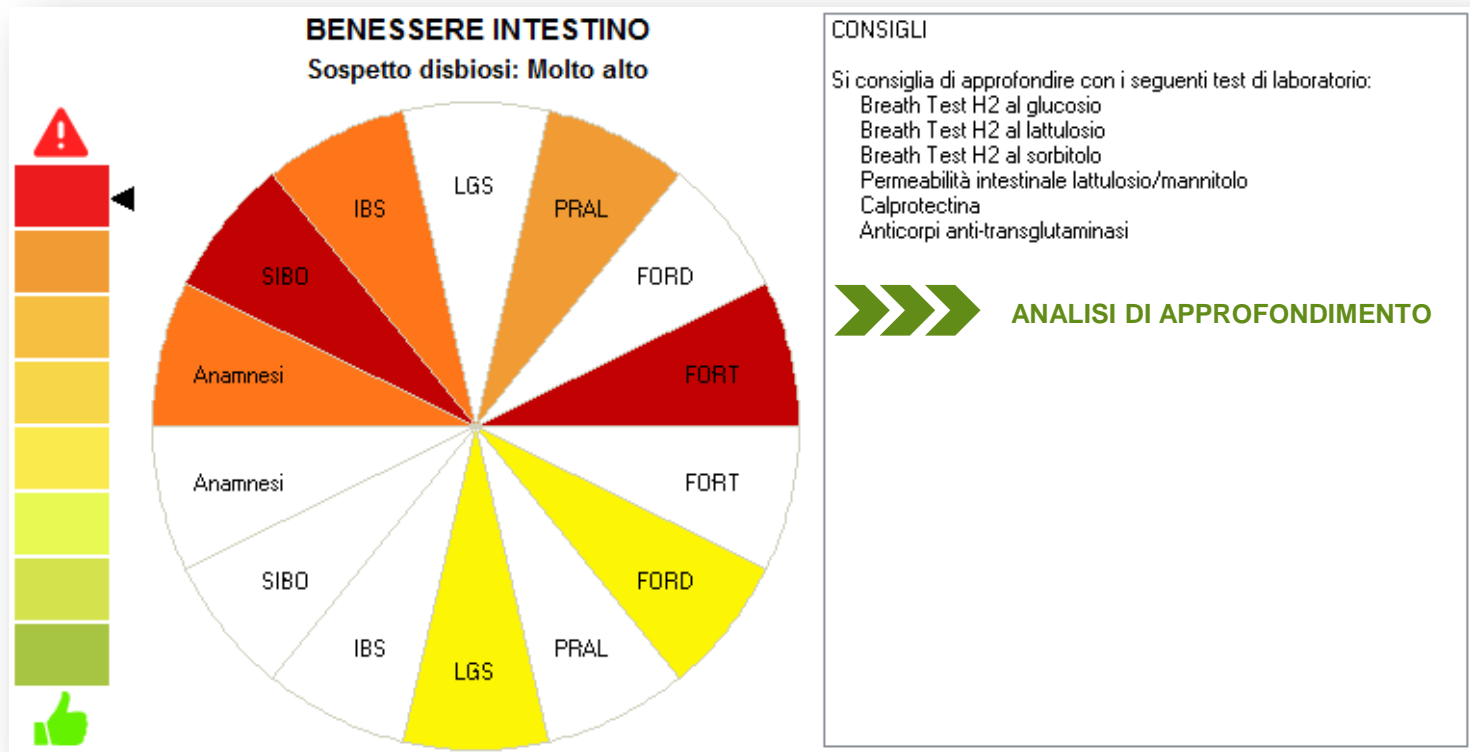 BENESSERE INTESTINO
Sospetto disbiosi: Molto alto
LGS
IBS
PRAL
SIBO
FORD
Anamnesi
FORT
Anamnesi
FORT
SIBO
FORD
IBS
PRAL
LGS
CONSIGLI
Si consiglia di approfondire con i seguenti test di laboratorio:
Breath Test H2 al glucosio
Breath Test H2 al lattulosio
Breath Test H2 al sorbitolo
Permeabilità intestinale lattulosio/mannitolo
Calprotectina
Anticorpi anti-transglutaminasi
ANALISI DI APPROFONDIMENTO